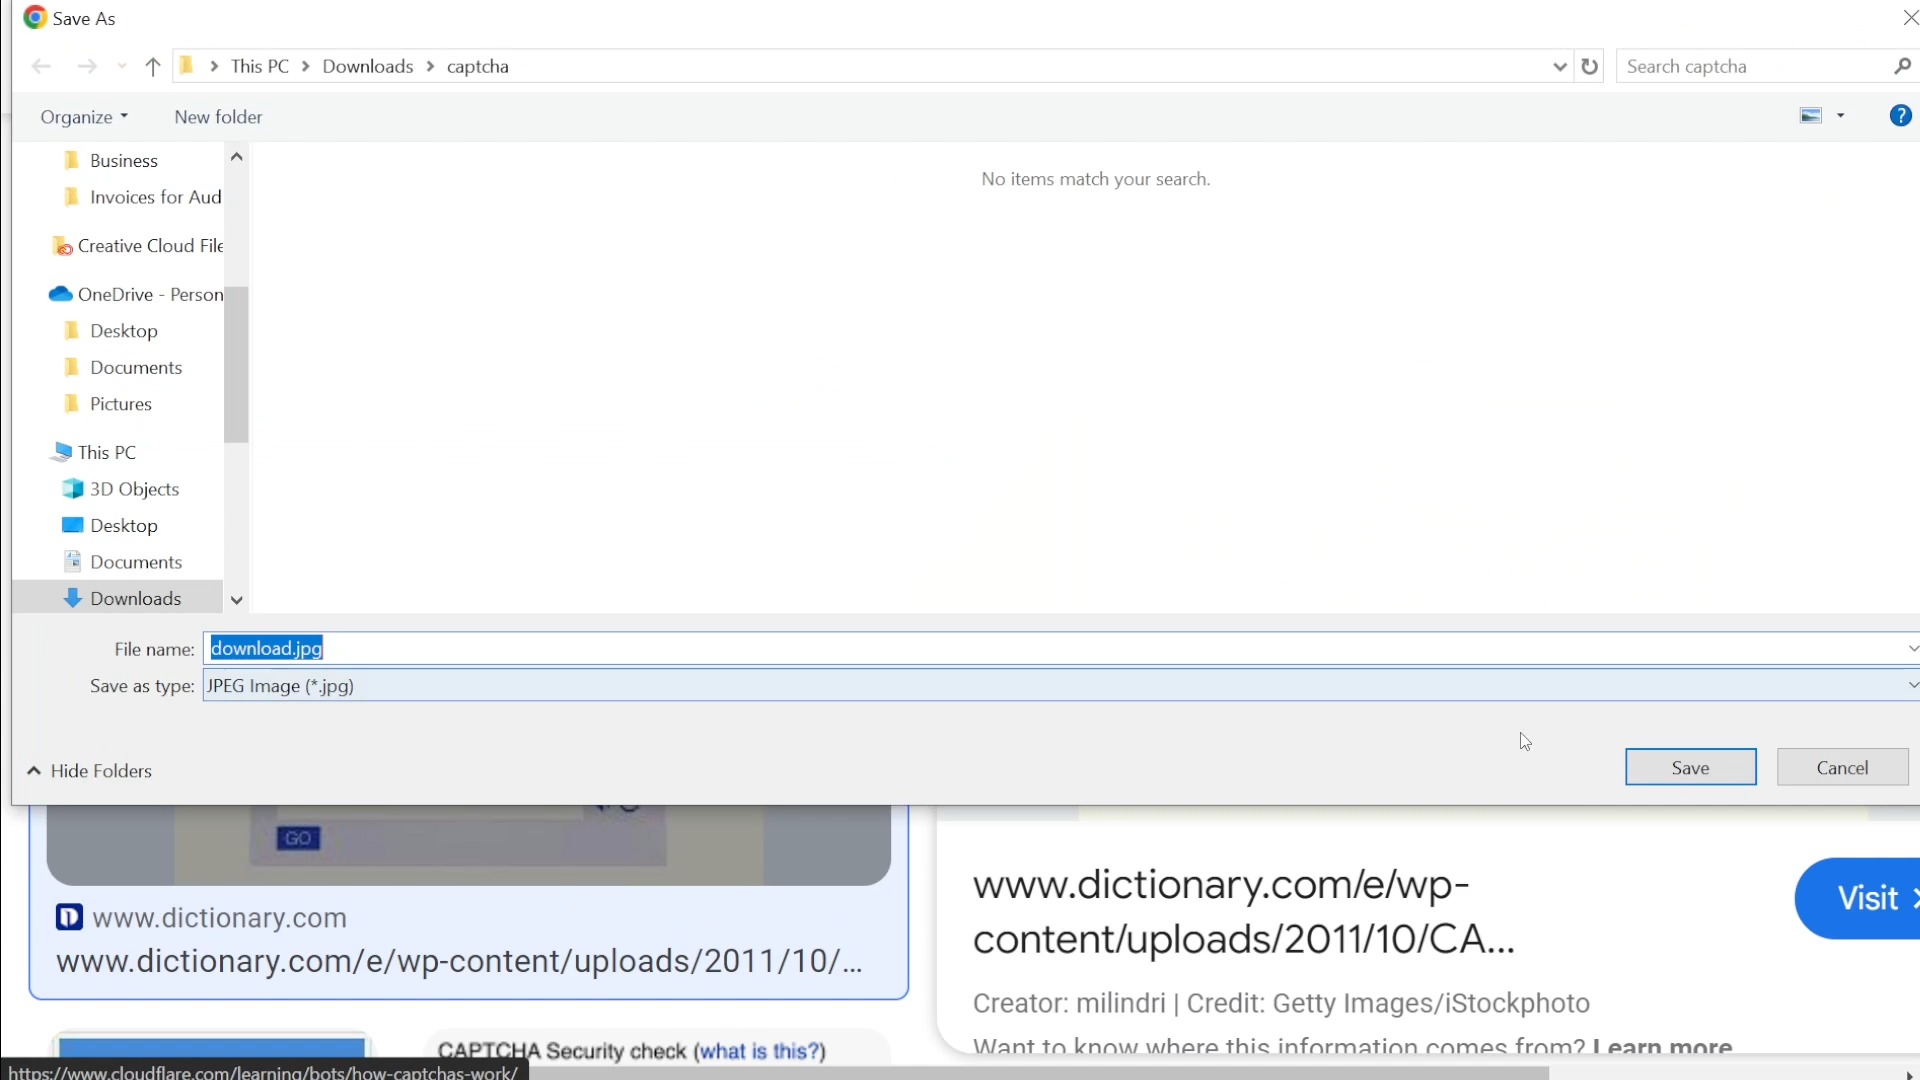 Save As
This PC > Downloads > captcha
Search captcha
Organize
New folder
?
Business
Invoices for Aud
Creative Cloud File
OneDrive - Person
Desktop
Documents
Pictures
This PC
3D Objects
Desktop
Documents
Downloads
No items match your search.
File name: download.jpg
Save as type: JPEG Image (*.jpg)
Hide Folders
Save
Cancel
GO
www.dictionary.com
www.dictionary.com/e/wp-content/uploads/2011/10/...
www.dictionary.com/e/wp-
content/uploads/2011/10/CA...
Visit
Creator: milindri | Credit: Getty Images/iStockphoto
Want to know where this information comes from? Learn more
CAPTCHA Security check (what is this?)
https://www.cloudflare.com/learning/bots/how-captchas-work/